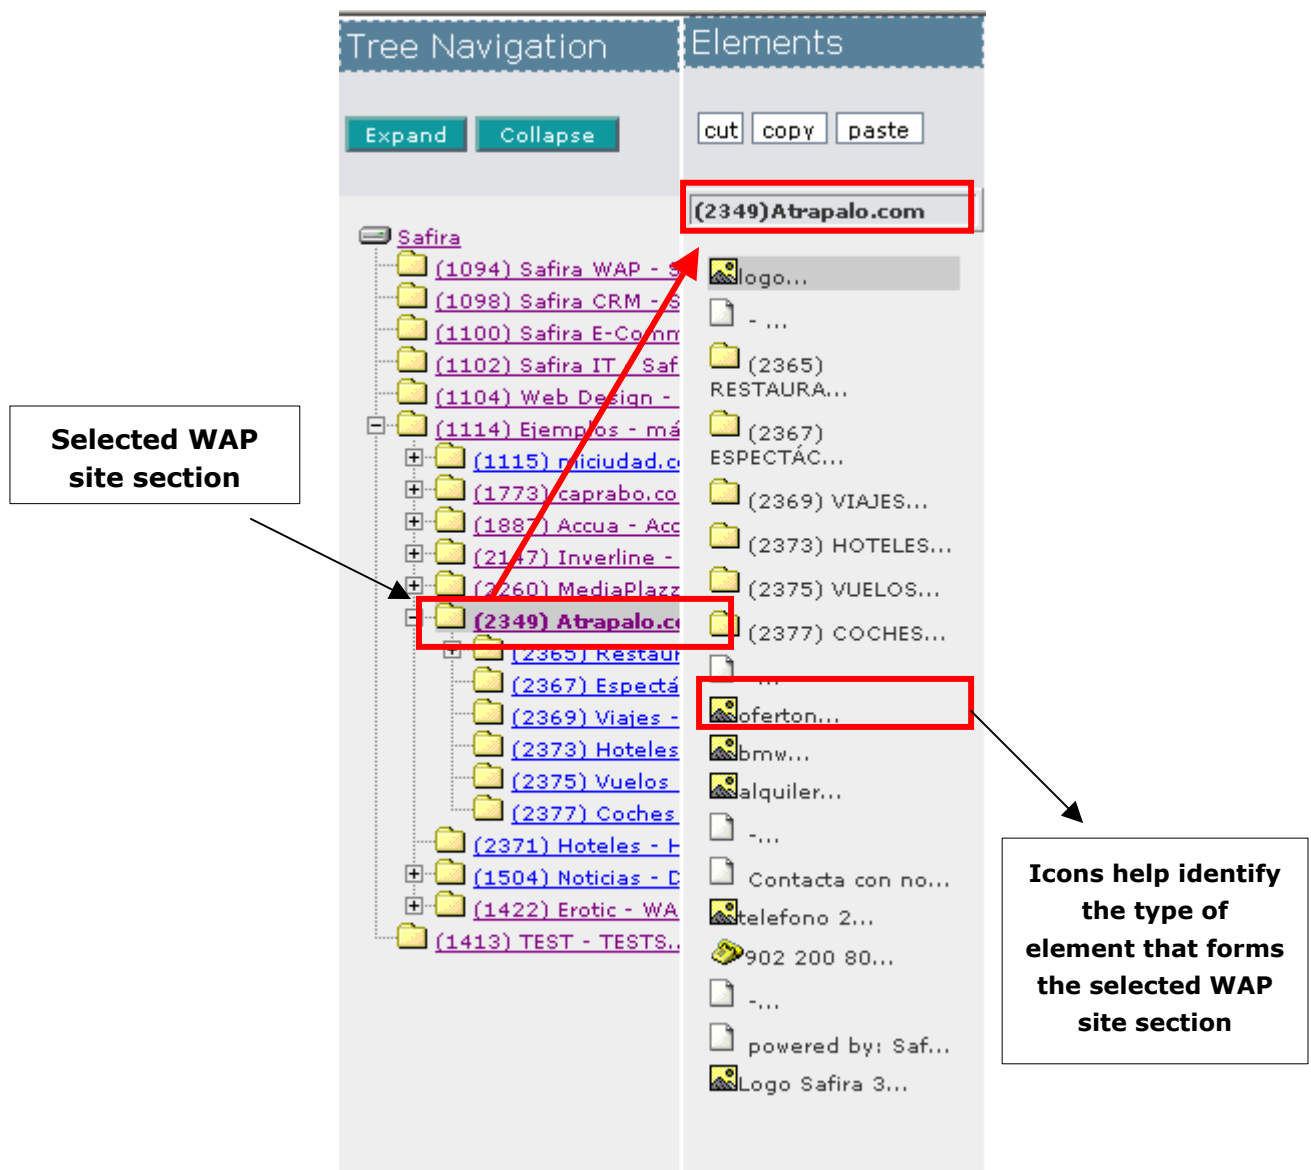 Tree Navigation
Elements
Expand
Collapse
cut
copy
paste
(2349)Atrapalo.com
Safira
(1094) Safira WAP - S
(1098) Safira CRM - S
(1100) Safira E-Comm
(1102) Safira IT - Saf
(1104) Web Design -
(1114) Ejemplos - má
(1115) miciudad.co
(1773) caprabo.co
(1887) Accua - Acc
(2147) Inverline -
(2260) MediaPlazz
(2349) Atrapalo.co
(2365) Restaur
(2367) Espectá
(2369) Viajes -
(2373) Hoteles
(2375) Vuelos
(2377) Coches
(2371) Hoteles - H
(1504) Noticias - D
(1422) Erotic - WA
(1413) TEST - TESTS..
logo...
- ...
(2365)
RESTAURA...
(2367)
ESPECTÁC...
(2369) VIAJES...
(2373) HOTELES...
(2375) VUELOS...
(2377) COCHES...
...
oferton...
bmw...
alquiler...
-...
Contacta con no...
telefono 2...
902 200 80...
-...
powered by: Saf...
Logo Safira 3...
Selected WAP
site section
Icons help identify
the type of
element that forms
the selected WAP
site section